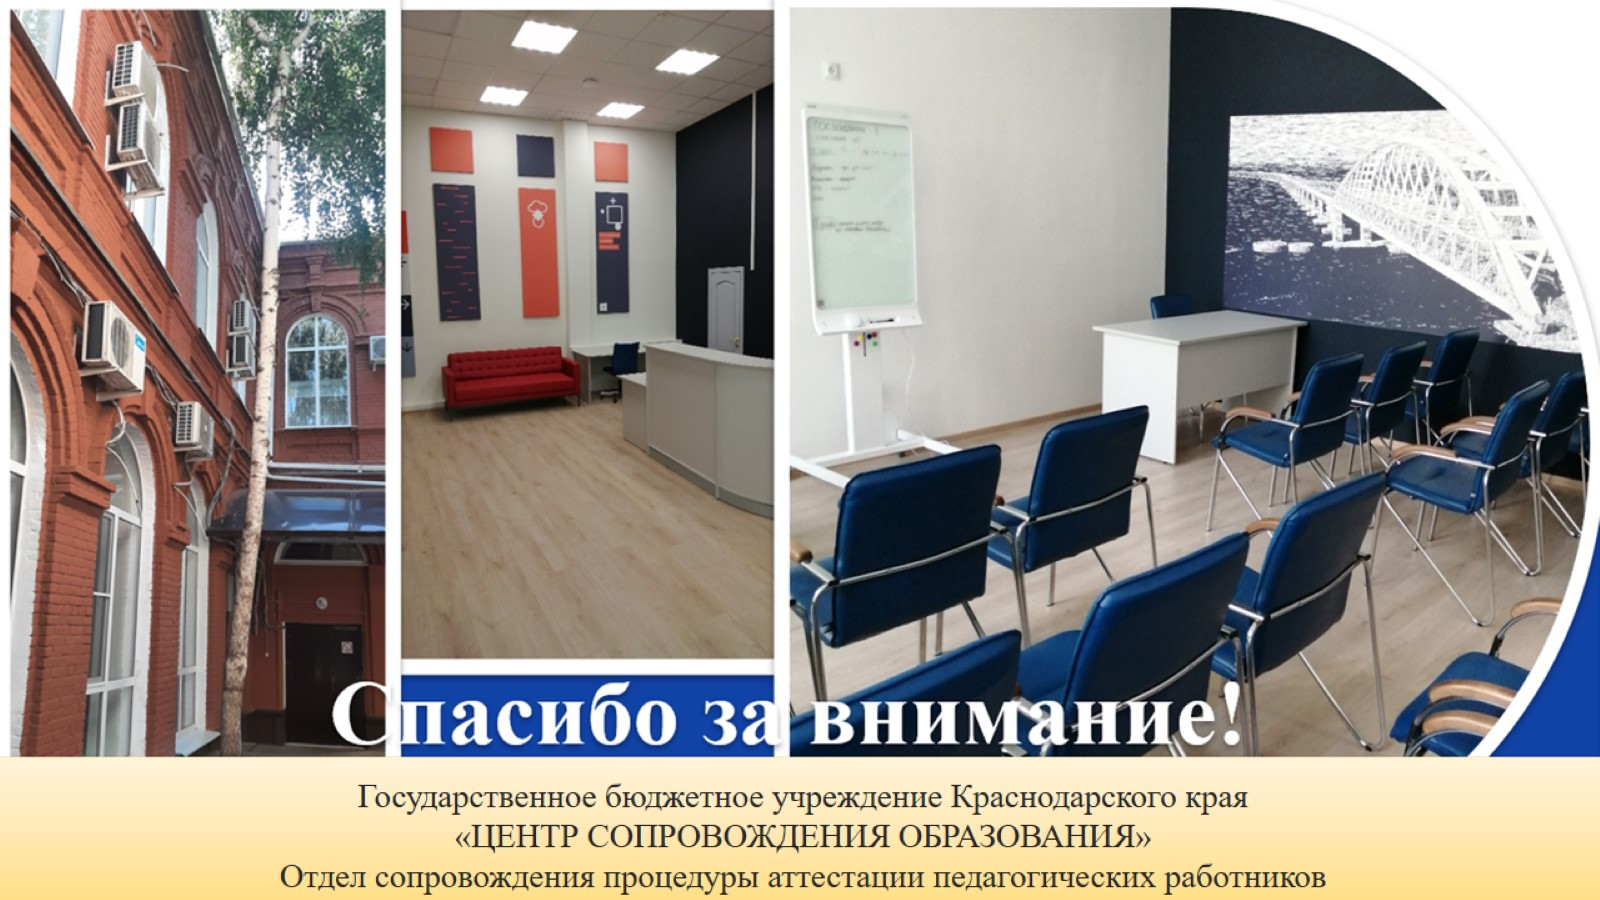 Спасибо за внимание!
Государственное бюджетное учреждение Краснодарского края
«ЦЕНТР СОПРОВОЖДЕНИЯ ОБРАЗОВАНИЯ»
Отдел сопровождения процедуры аттестации педагогических работников